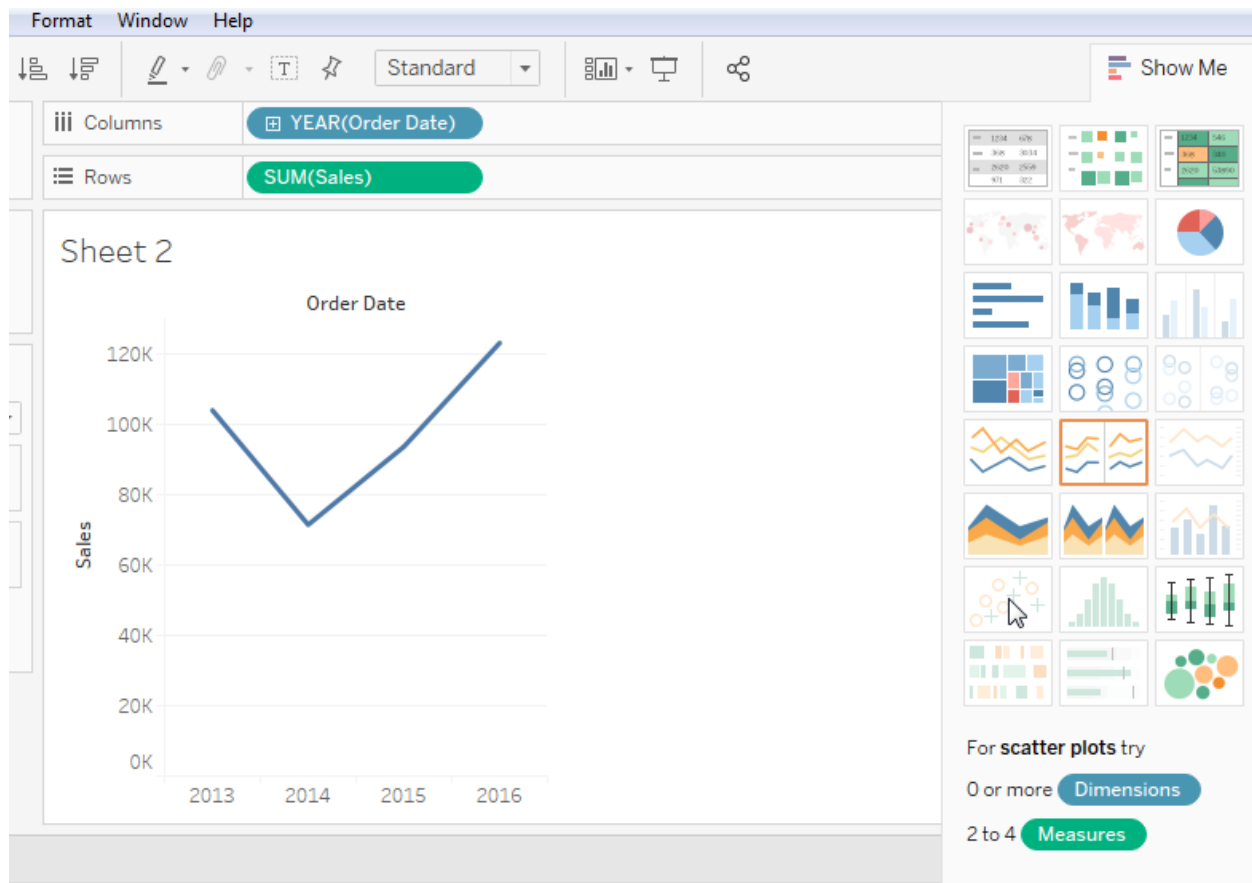 Format Window Help
Standard
Show Me
Columns
YEAR(Order Date)
Rows
SUM(Sales)
Sheet 2
Order Date
120K
100K
80K
60K
40K
20K
0K
Sales
2013 2014 2015 2016
For scatter plots try
0 or more Dimensions
2 to 4 Measures